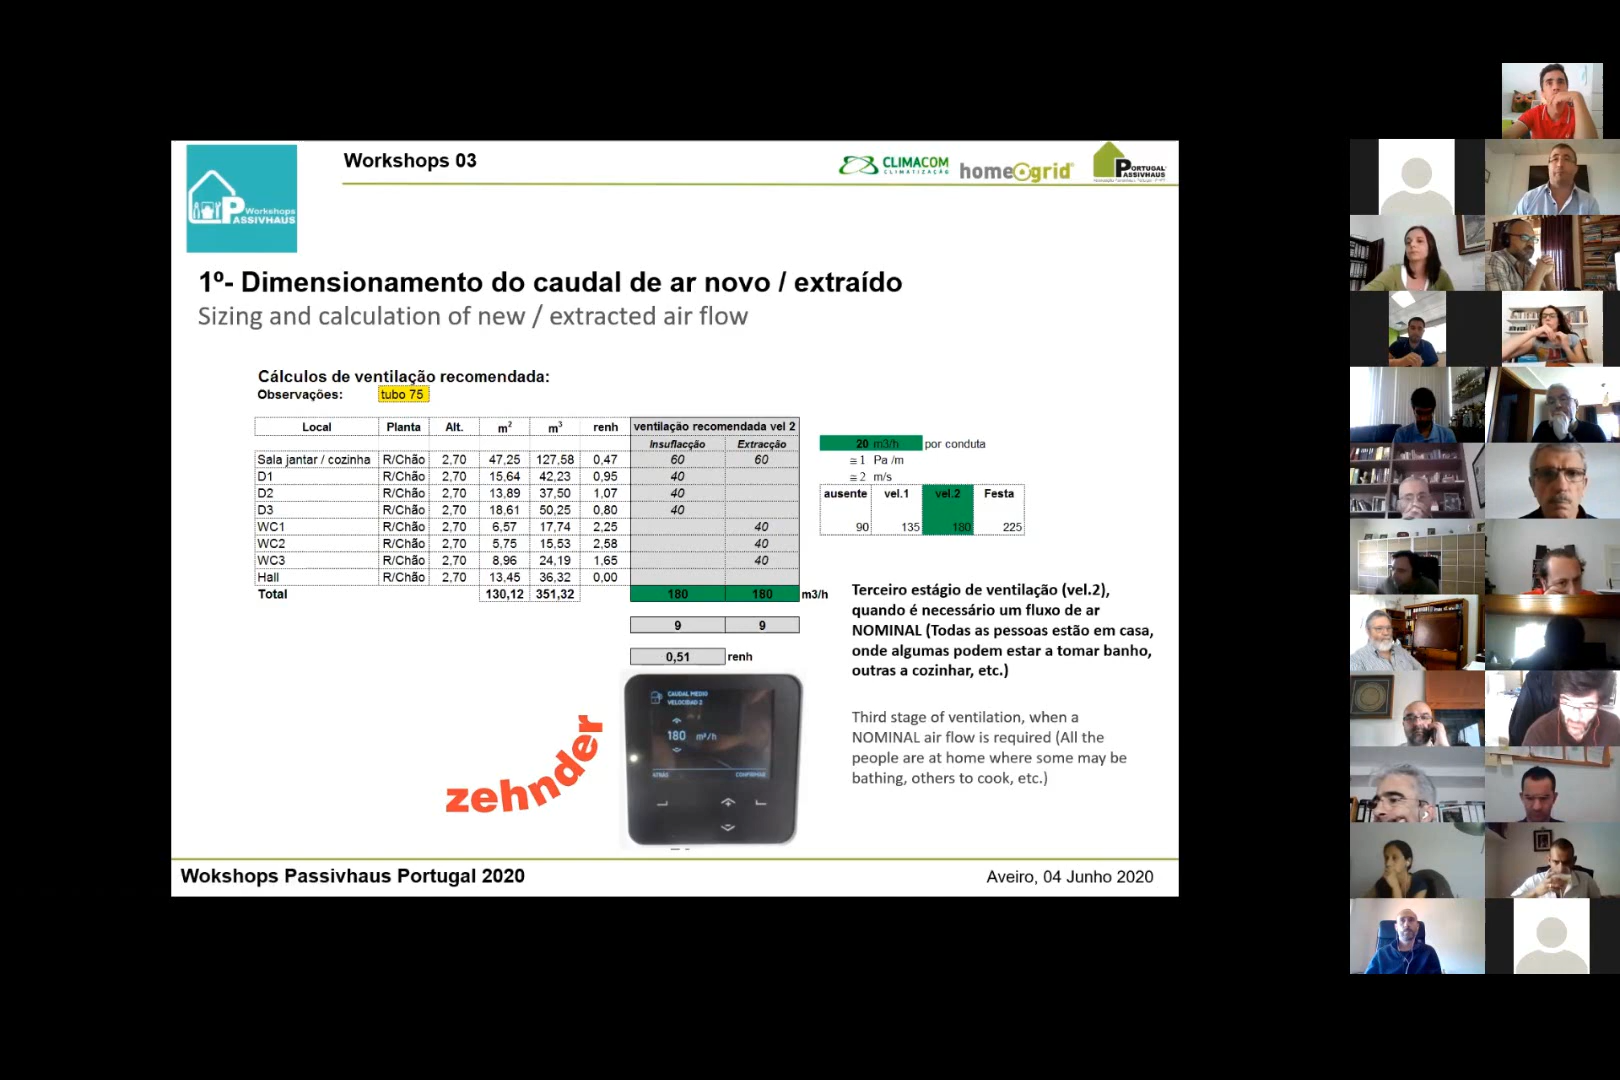 Workshops 03
CLIMACOM
CLIMATIZAÇÃO
homegrid
PORTUGAL
PASSIVHAUS
Workshops
PASSIVHAUS
1º- Dimensionamento do caudal de ar novo / extraído
Sizing and calculation of new / extracted air flow
Cálculos de ventilação recomendada:
Observações: tubo 75
Local Planta Alt. m² m³ renh ventilação recomendada vel 2
Insuflacção Extracção
Sala jantar / cozinha R/Chão 2,70 47,25 127,58 0,47 60 60
D1 R/Chão 2,70 15,64 42,23 0,95 40
D2 R/Chão 2,70 13,89 37,50 1,07 40
D3 R/Chão 2,70 18,61 50,25 0,80 40
WC1 R/Chão 2,70 6,57 17,74 2,25 40
WC2 R/Chão 2,70 5,75 15,53 2,58 40
WC3 R/Chão 2,70 8,96 24,19 1,65 40
Hall R/Chão 2,70 13,45 36,32 0,00
Total 130,12 351,32 180 180 m3/h
9 9
0,51 renh
20 m3/h por conduta
≅ 1 Pa /m
≅ 2 m/s
ausente vel.1 vel.2 Festa
90 135 180 225
Terceiro estágio de ventilação (vel.2),
quando é necessário um fluxo de ar
NOMINAL (Todas as pessoas estão em casa,
onde algumas podem estar a tomar banho,
outras a cozinhar, etc.)
Third stage of ventilation, when a
NOMINAL air flow is required (All the
people are at home where some may be
bathing, others to cook, etc.)
CAUDAL MEDIO
VELOCIDAD 2
180 m³/h
ATRÁS CONFIRMAR
zehnder
Wokshops Passivhaus Portugal 2020
Aveiro, 04 Junho 2020